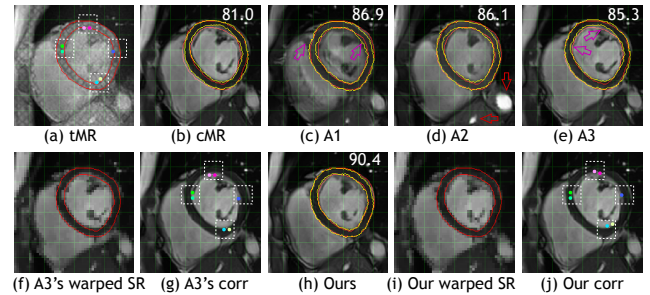 81.0
86.9
86.1
85.3
(a) tMR
(b) cMR
(c) A1
(d) A2
(e) A3
90.4
(f) A3's warped SR
(g) A3's corr
(h) Ours
(i) Our warped SR
(j) Our corr